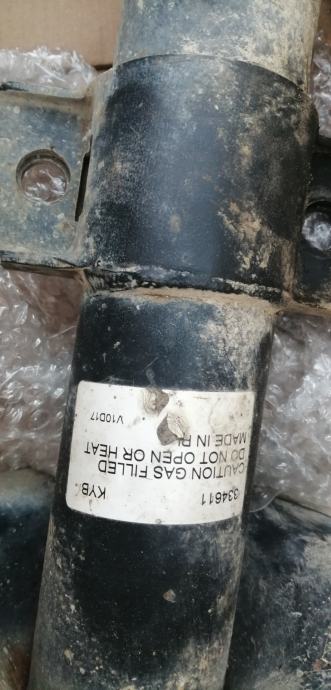 334611 KYB
CAUTION GAS FILLED
DO NOT OPEN OR HEAT
MADE IN
V10D17